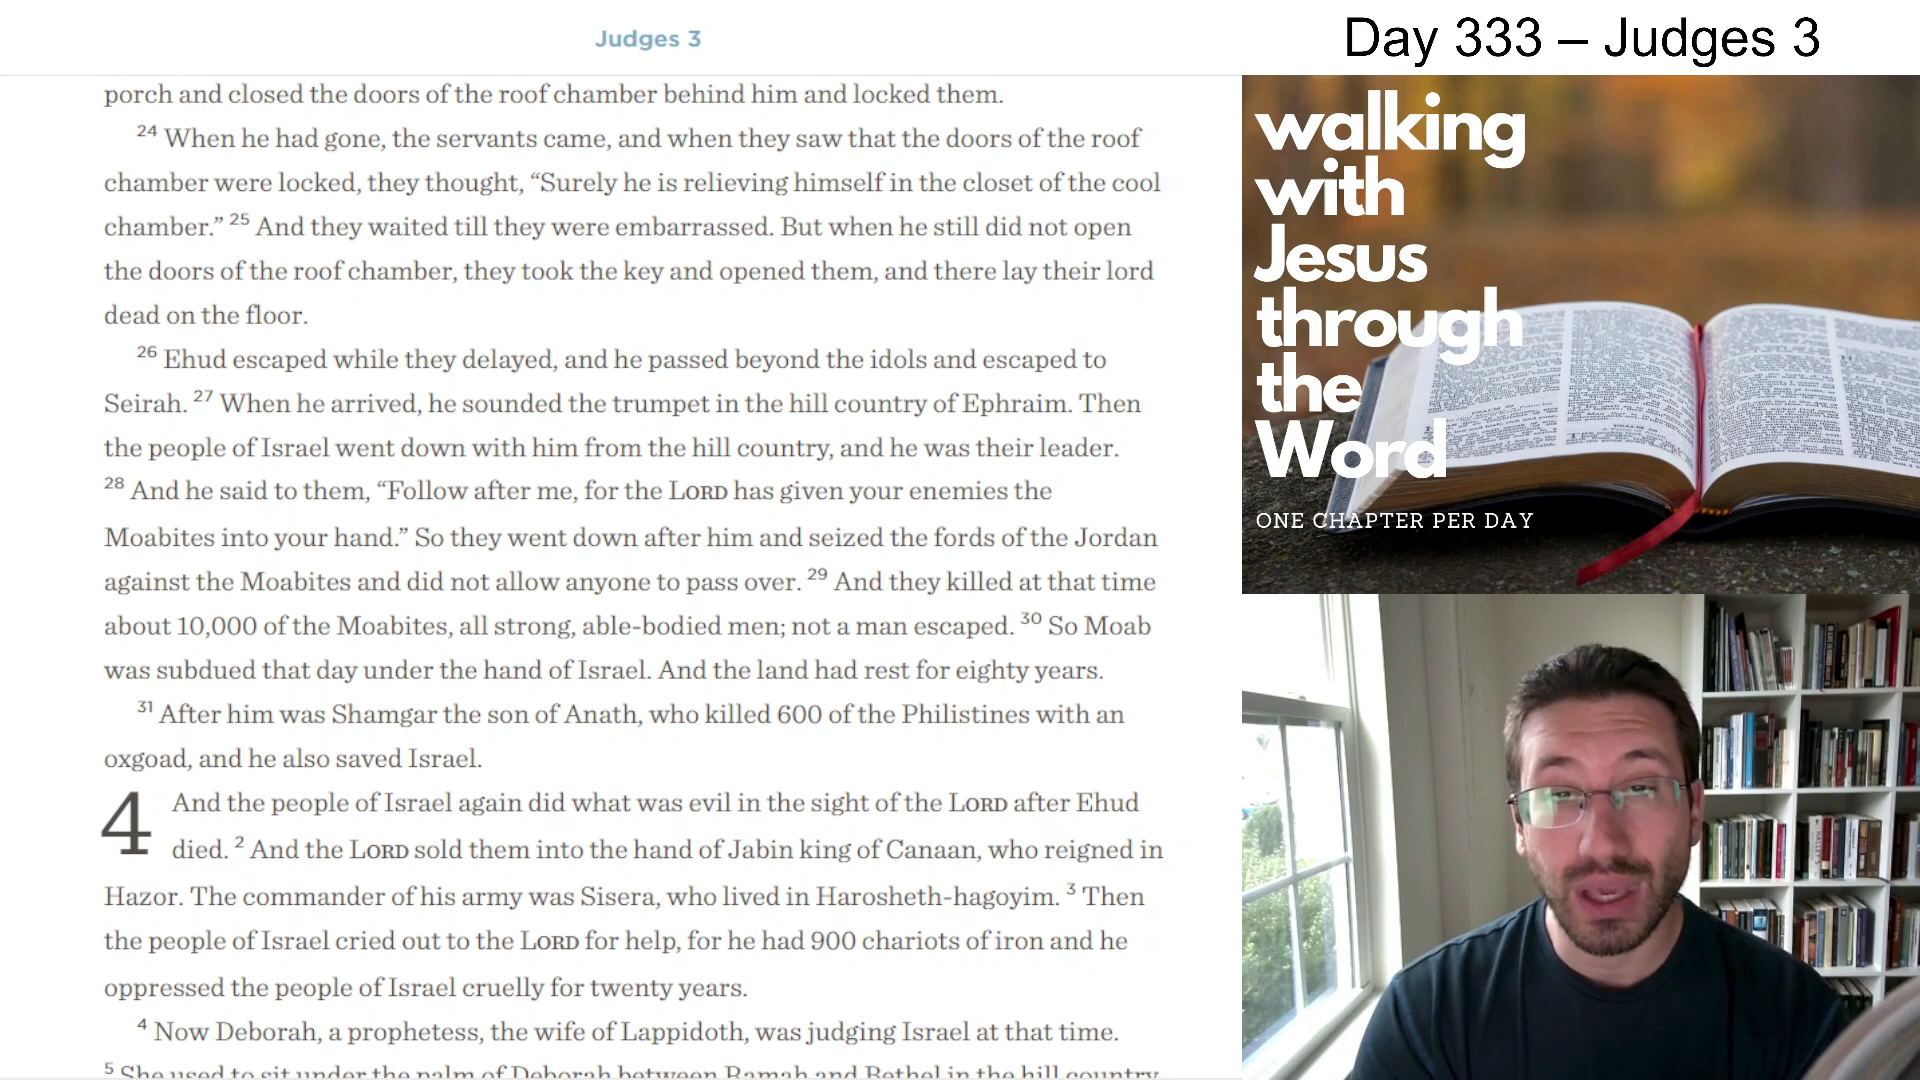 Judges 3
Day 333 – Judges 3
porch and closed the doors of the roof chamber behind him and locked them.
24 When he had gone, the servants came, and when they saw that the doors of the roof
chamber were locked, they thought, “Surely he is relieving himself in the closet of the cool
chamber.” 25 And they waited till they were embarrassed. But when he still did not open
the doors of the roof chamber, they took the key and opened them, and there lay their lord
dead on the floor.
26 Ehud escaped while they delayed, and he passed beyond the idols and escaped to
Seirah. 27 When he arrived, he sounded the trumpet in the hill country of Ephraim. Then
the people of Israel went down with him from the hill country, and he was their leader.
28 And he said to them, “Follow after me, for the LORD has given your enemies the
Moabites into your hand.” So they went down after him and seized the fords of the Jordan
against the Moabites and did not allow anyone to pass over. 29 And they killed at that time
about 10,000 of the Moabites, all strong, able-bodied men; not a man escaped. 30 So Moab
was subdued that day under the hand of Israel. And the land had rest for eighty years.
31 After him was Shamgar the son of Anath, who killed 600 of the Philistines with an
oxgoad, and he also saved Israel.
4 And the people of Israel again did what was evil in the sight of the LORD after Ehud
died. 2 And the LORD sold them into the hand of Jabin king of Canaan, who reigned in
Hazor. The commander of his army was Sisera, who lived in Harosheth-hagoyim. 3 Then
the people of Israel cried out to the LORD for help, for he had 900 chariots of iron and he
oppressed the people of Israel cruelly for twenty years.
4 Now Deborah, a prophetess, the wife of Lappidoth, was judging Israel at that time.
5 She used to sit under the palm of Deborah between Ramah and Bethel in the hill country
walking
with
Jesus
through
the
Word
ONE CHAPTER PER DAY